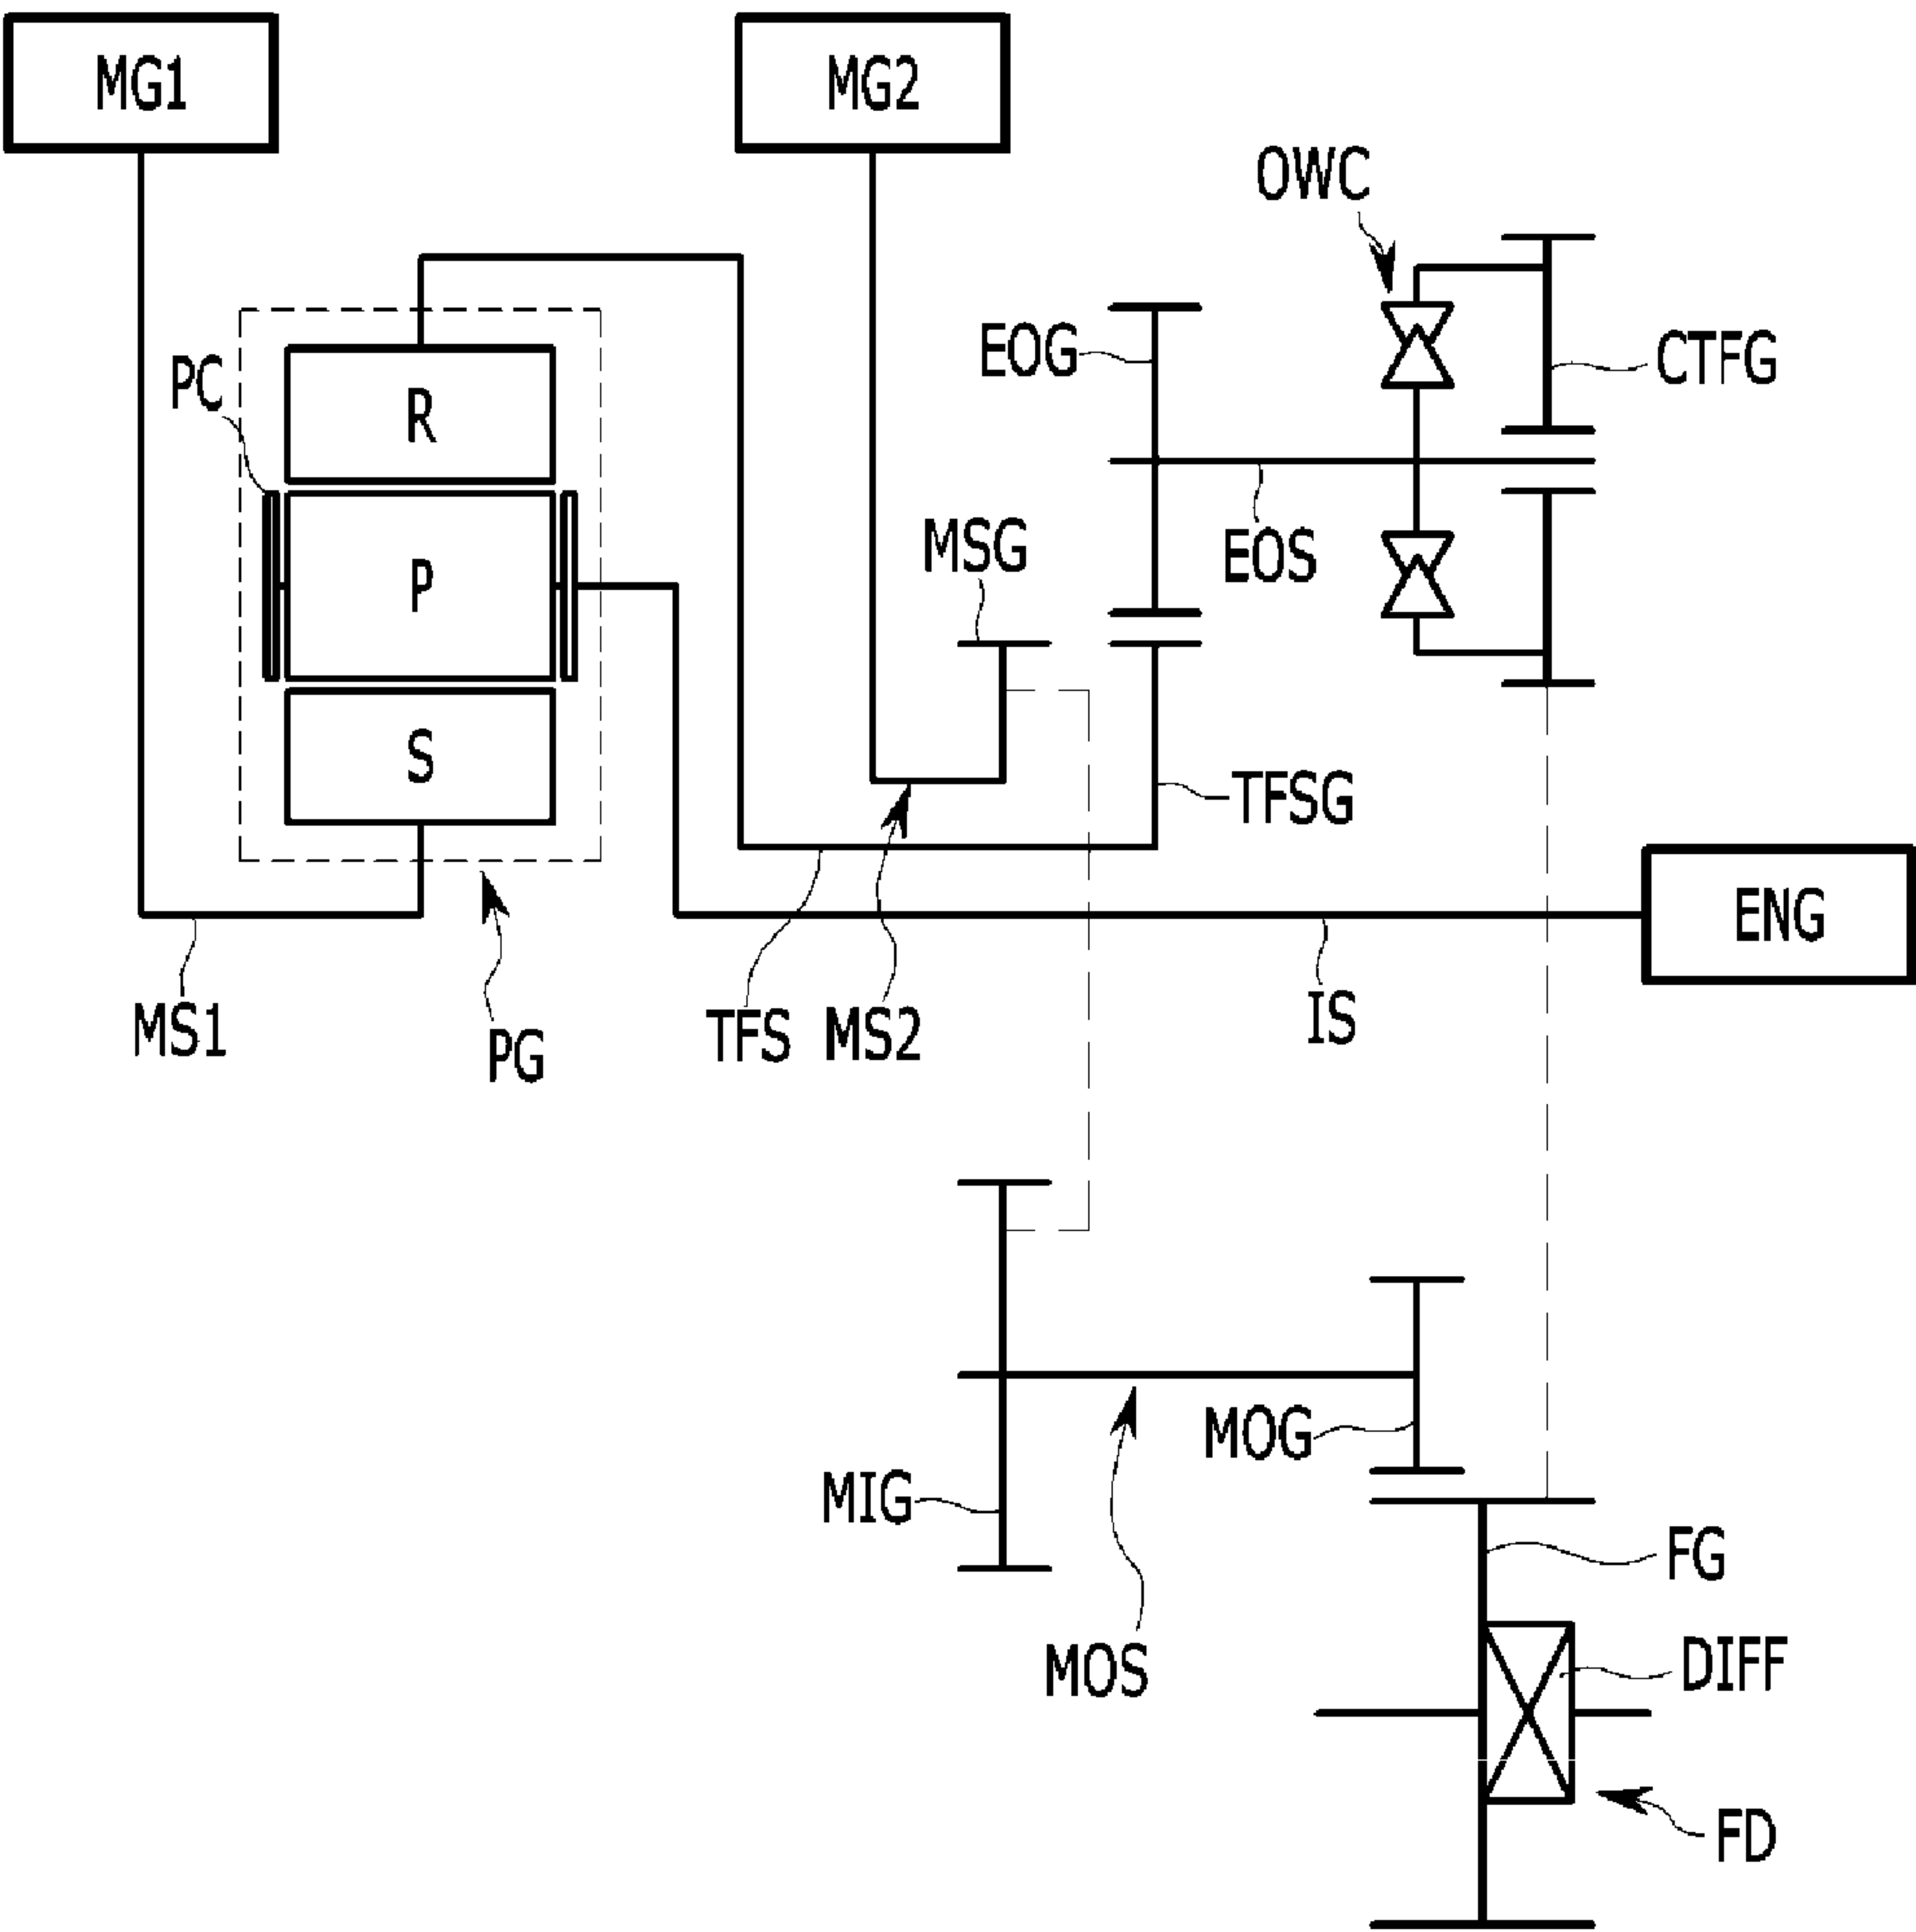 MG1
MG2
OWC
EOG
CTFG
PC
R
MSG
EOS
P
S
TFSG
ENG
MS1
PG
TFS
MS2
IS
MOG
MIG
FG
MOS
DIFF
FD